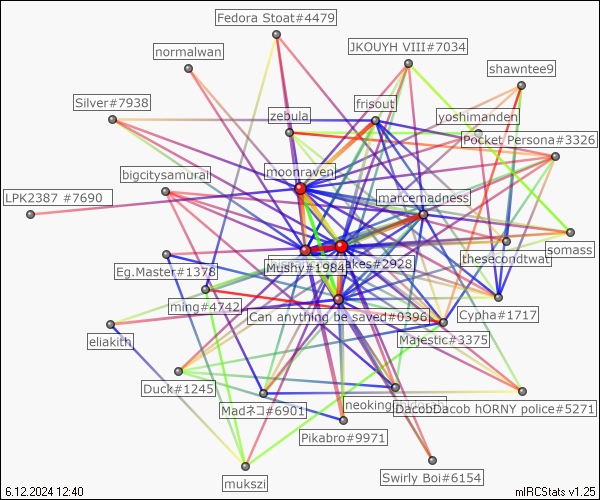 Fedora Stoat#4479
normalwan
JKOUYH VIII#7034
shawntee9
Silver#7938
frisout
zebula
yoshimanden
Pocket Persona#3326
moonraven
bigcitysamurai
LPK2387 #7690
marcemadness
somass
thesecondtwat
Mushy#1984
akes#2928
Eg.Master#1378
ming#4742
Can anything be saved#0396
Cypha#1717
eliakith
Majestic#3375
Duck#1245
Madネコ#6901
DacobDacob hORNY police#5271
Pikabro#9971
mukszi
Swirly Boi#6154
6.12.2024 12:40
mIRCStats v1.25